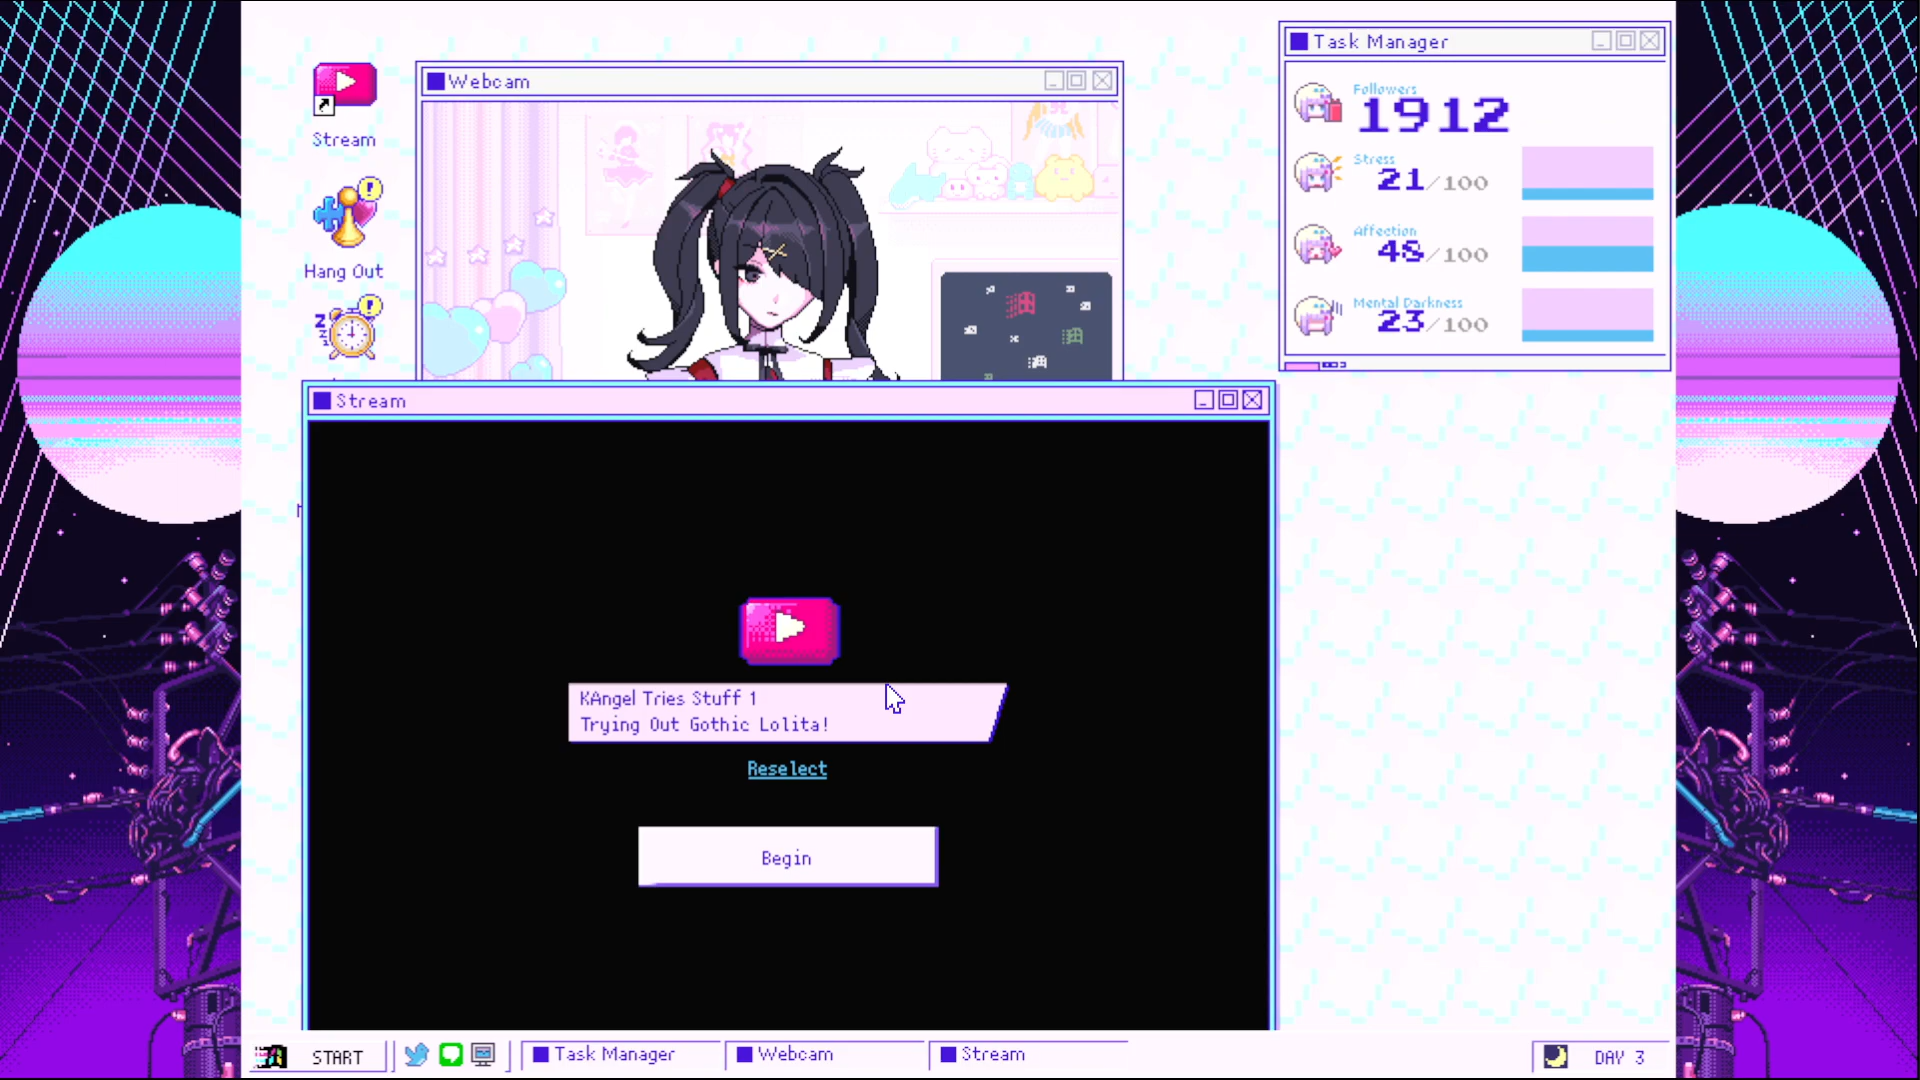 Stream
Hang Out
Webcam
Task Manager
Followers
1912
Stress
21/100
Affection
48/100
Mental Darkness
23/100
Stream
KAngel Tries Stuff 1
Trying Out Gothic Lolita!
Reselect
Begin
START
Task Manager
Webcam
Stream
DAY 3